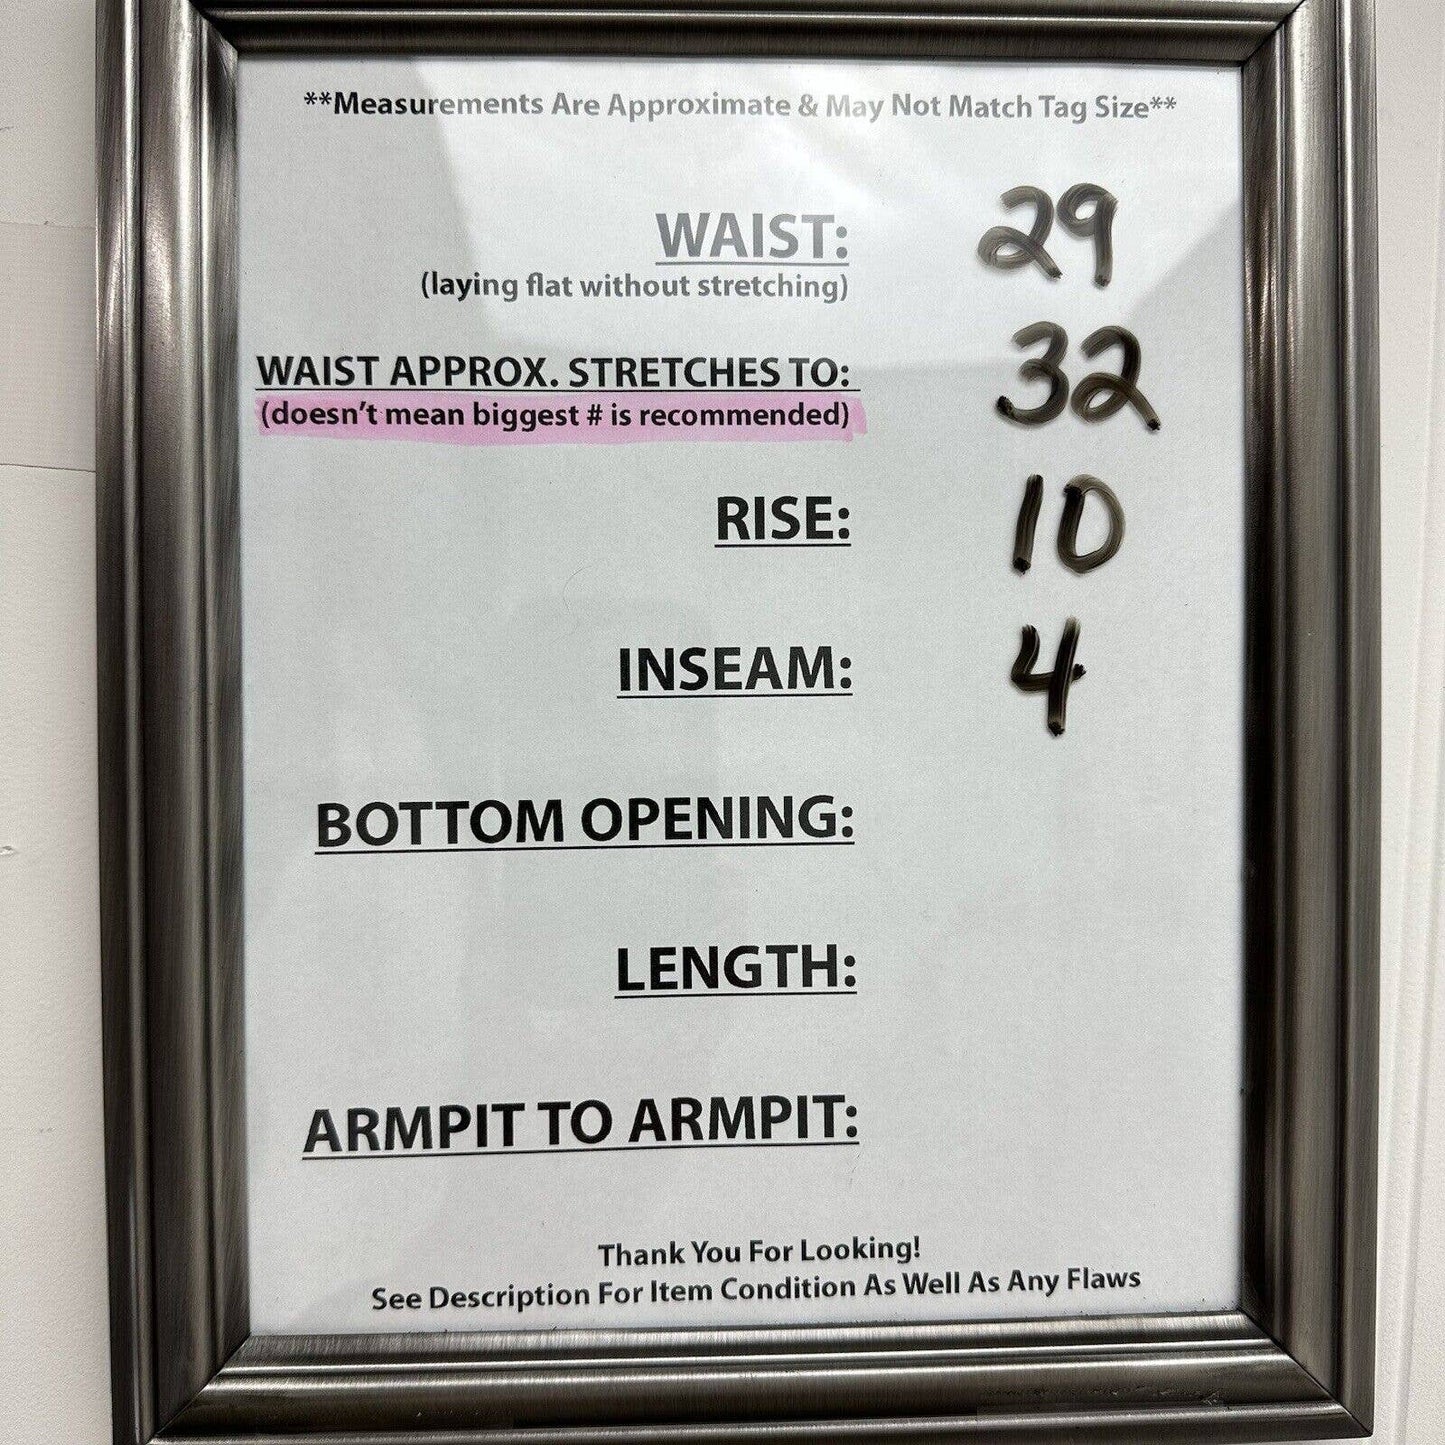 **Measurements Are Approximate & May Not Match Tag Size**
WAIST: 29
(laying flat without stretching)
WAIST APPROX. STRETCHES TO: 32
(doesn't mean biggest # is recommended)
RISE: 10
INSEAM: 4
BOTTOM OPENING:
LENGTH:
ARMPIT TO ARMPIT:
Thank You For Looking!
See Description For Item Condition As Well As Any Flaws